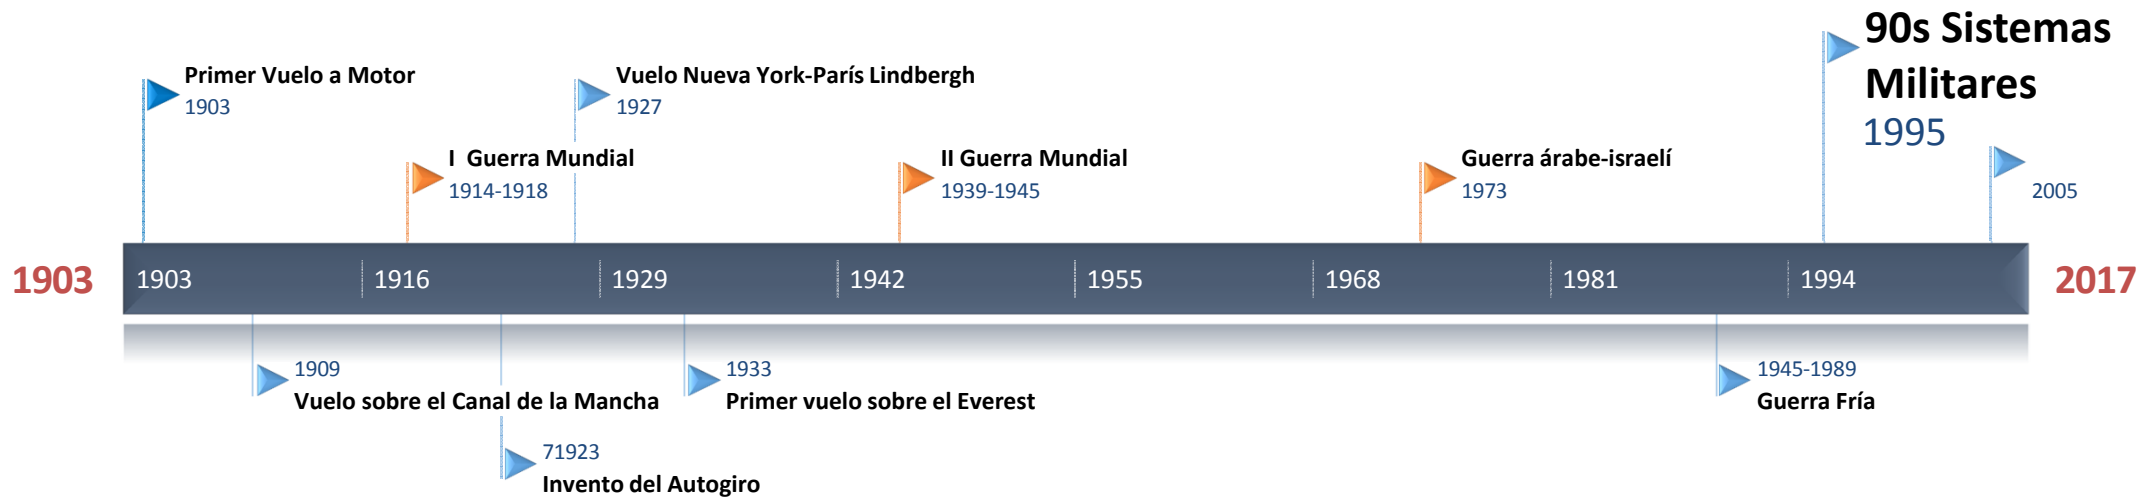 90s Sistemas
Militares
1995
Primer Vuelo a Motor
1903
Vuelo Nueva York-París Lindbergh
1927
I  Guerra Mundial
1914-1918
II Guerra Mundial
1939-1945
Guerra árabe-israelí
1973
2005
1903
1903
1916
1929
1942
1955
1968
1981
1994
2017
1909
Vuelo sobre el Canal de la Mancha
1933
Primer vuelo sobre el Everest
1945-1989
Guerra Fría
71923
Invento del Autogiro